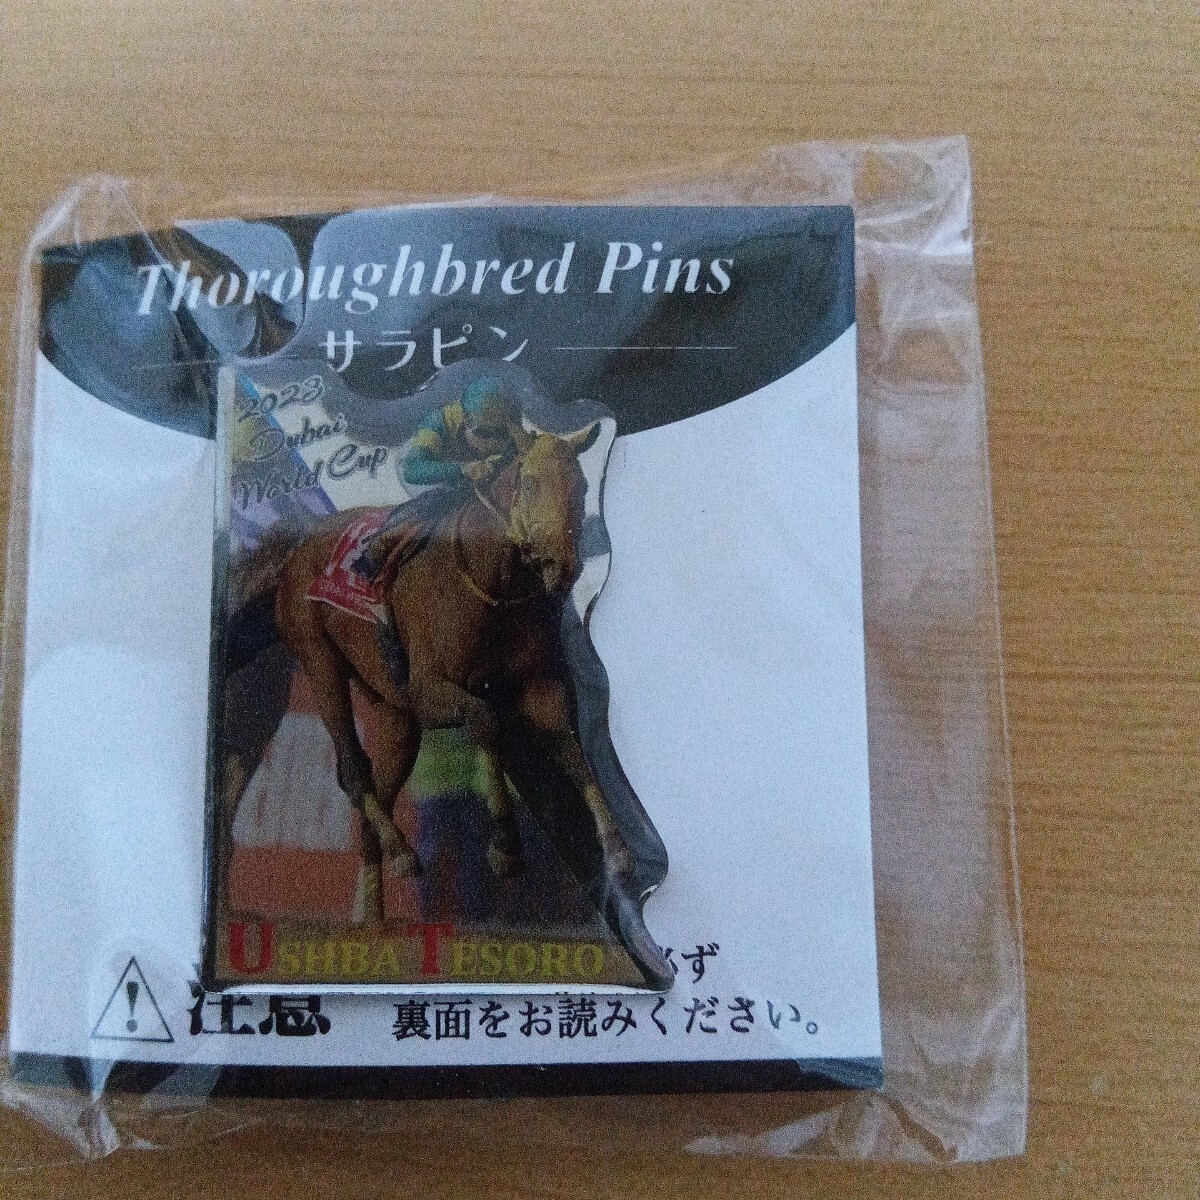 Thoroughbred Pins
サラピン
2023
Dubai
World Cup
USHBA TESORO
注意
必ず
裏面をお読みください。